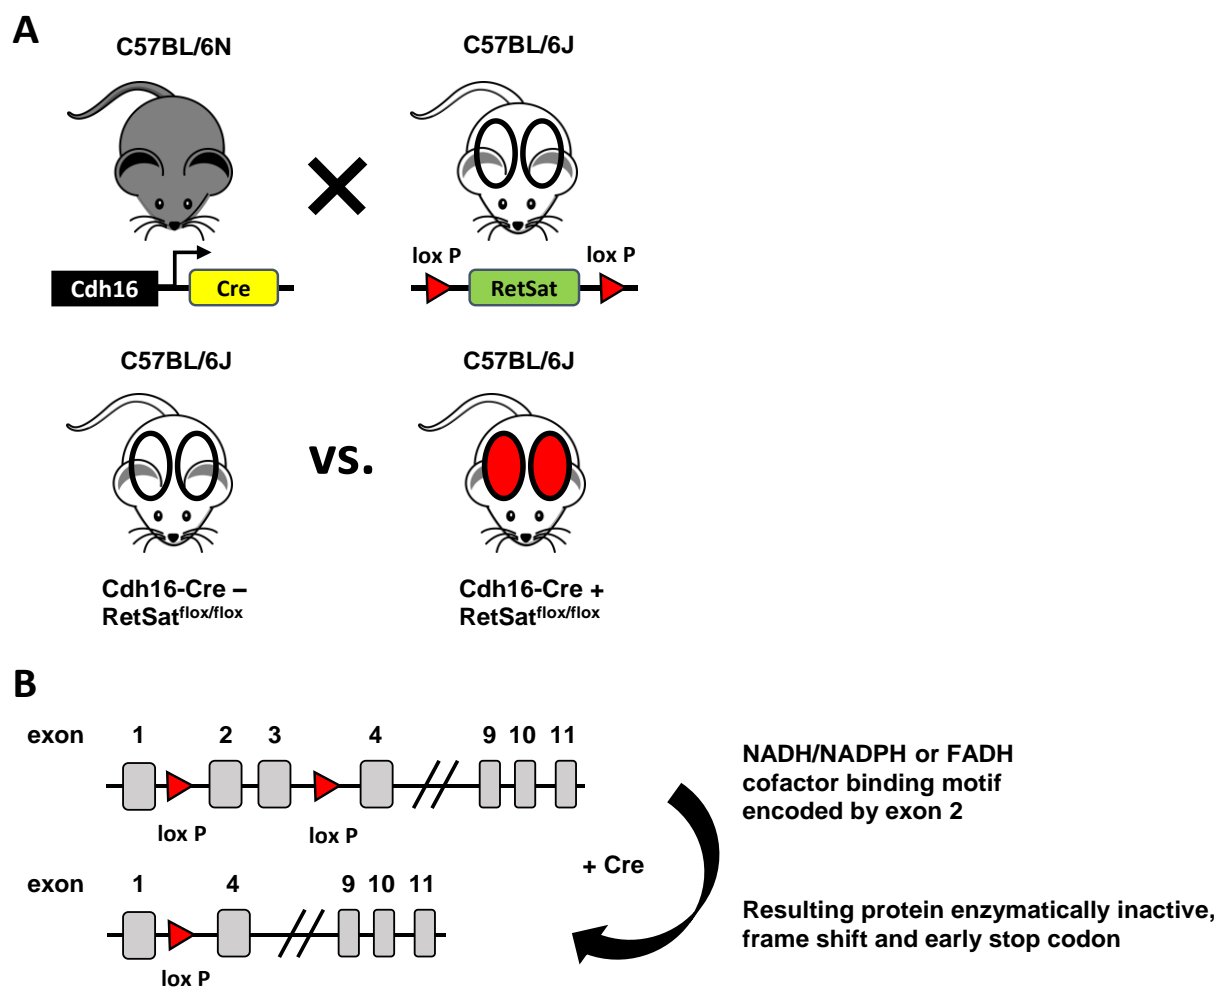 A
C57BL/6N
C57BL/6J
lox P
lox P
Cdh16
Cre
RetSat
C57BL/6J
C57BL/6J
vs.
Cdh16-Cre –
RetSatflox/flox
Cdh16-Cre +
RetSatflox/flox
B
exon 1 2 3 4 9 10 11
lox P
lox P
NADH/NADPH or FADH
cofactor binding motif
encoded by exon 2
+ Cre
exon 1 4 9 10 11
lox P
Resulting protein enzymatically inactive,
frame shift and early stop codon